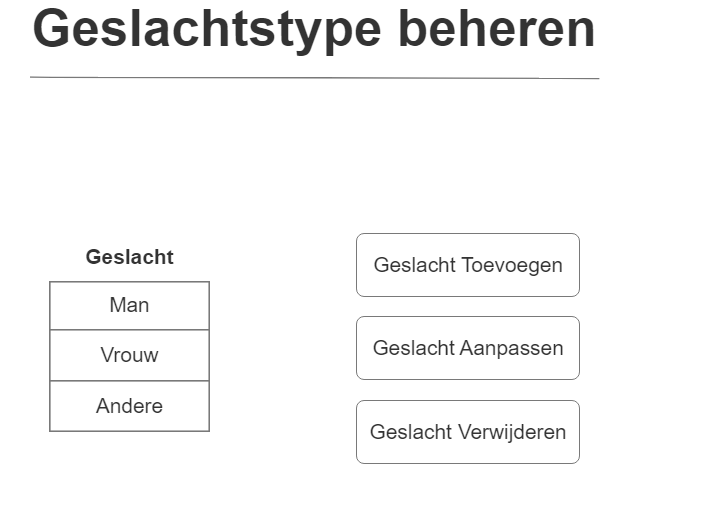 Geslachtstype beheren
Geslacht
Man
Vrouw
Andere
Geslacht Toevoegen
Geslacht Aanpassen
Geslacht Verwijderen